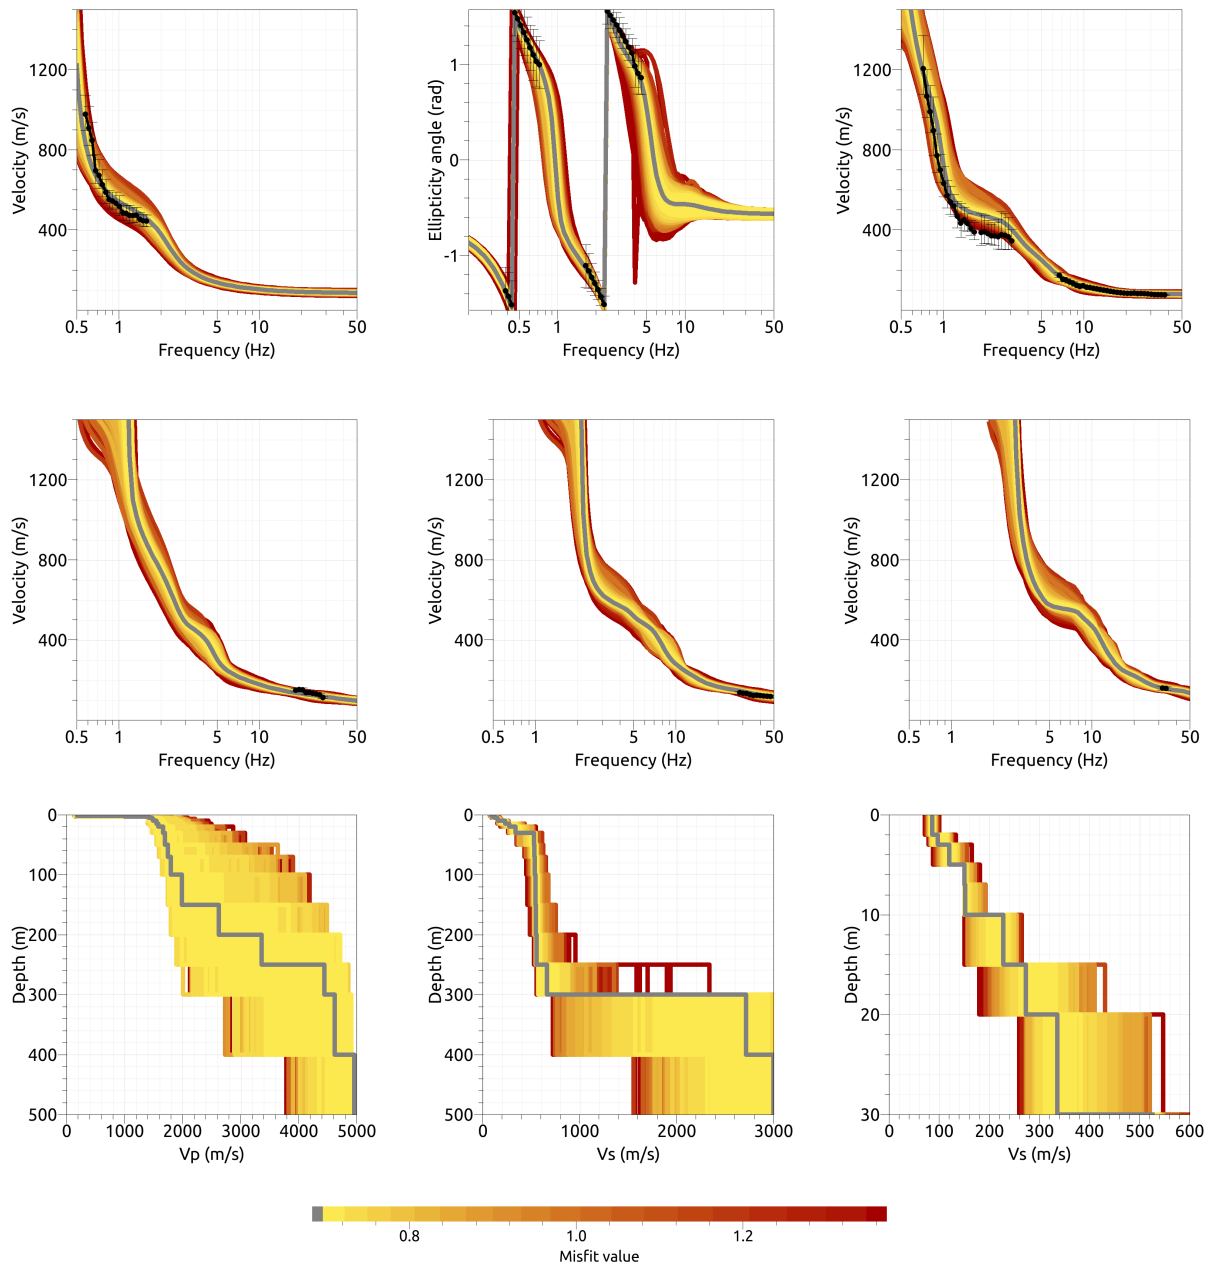 1200
800
400
Velocity (m/s)
0.5 1 5 10 50
Frequency (Hz)
1
0
-1
Ellipticity angle (rad)
0.5 1 5 10 50
Frequency (Hz)
1200
800
400
Velocity (m/s)
0.5 1 5 10 50
Frequency (Hz)
1200
800
400
Velocity (m/s)
0.5 1 5 10 50
Frequency (Hz)
1200
800
400
Velocity (m/s)
0.5 1 5 10 50
Frequency (Hz)
1200
800
400
Velocity (m/s)
0.5 1 5 10 50
Frequency (Hz)
0
100
200
300
400
500
Depth (m)
0 1000 2000 3000 4000 5000
Vp (m/s)
0
100
200
300
400
500
Depth (m)
0 1000 2000 3000
Vs (m/s)
0
10
20
30
Depth (m)
0 100 200 300 400 500 600
Vs (m/s)
0.8 1.0 1.2
Misfit value